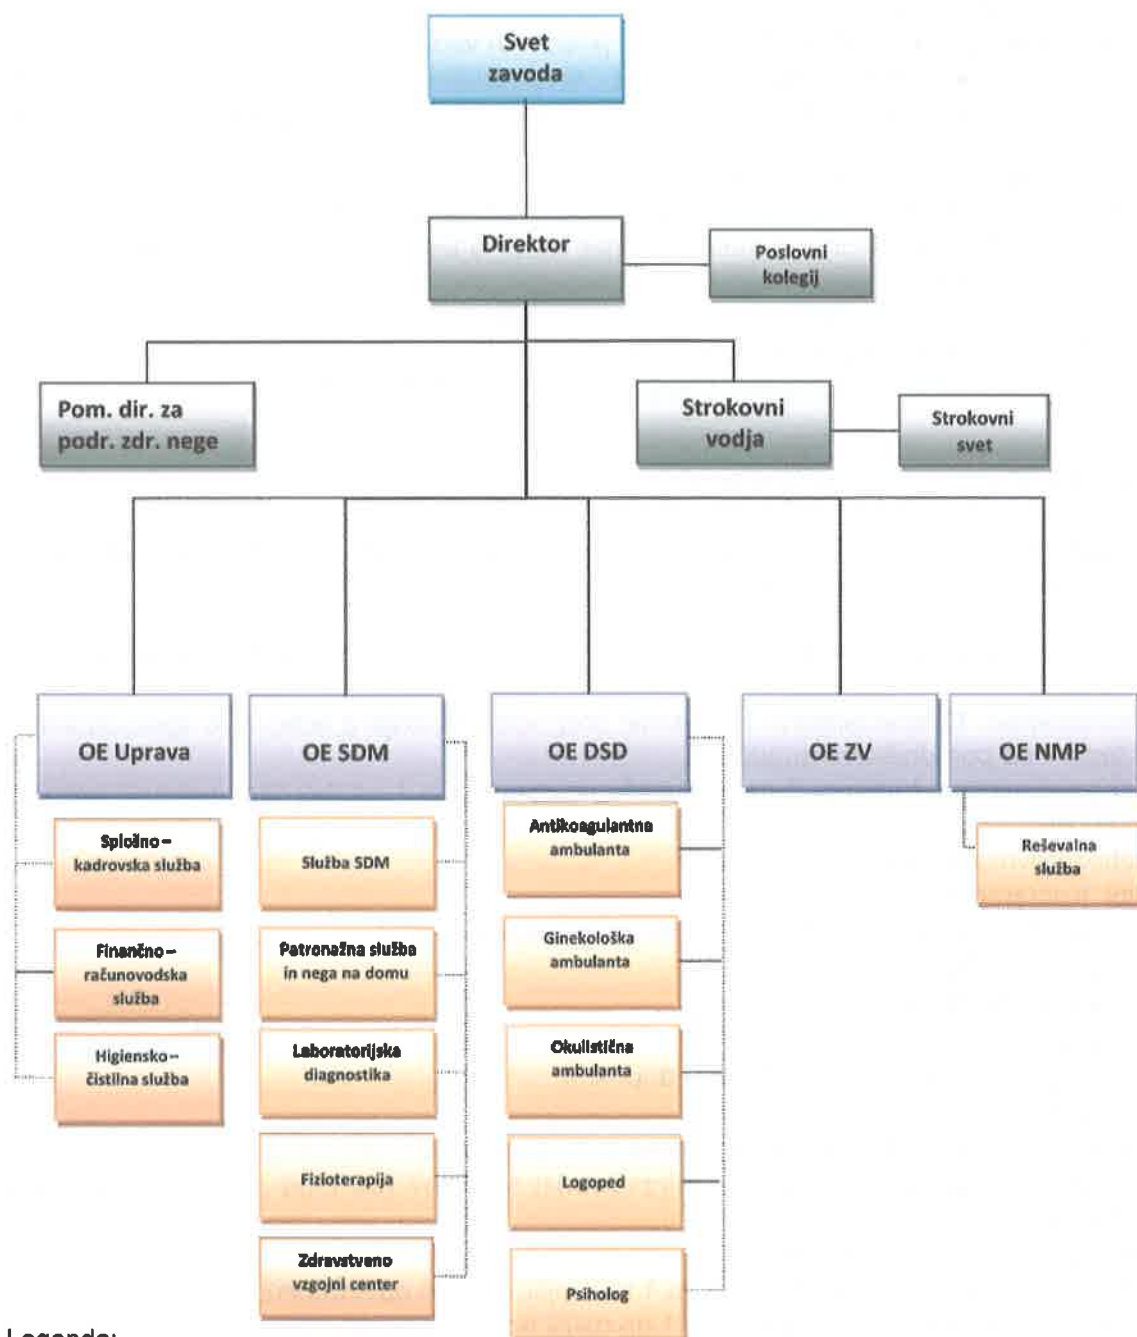 Svet
zavoda
Direktor
Poslovni
kolegij
Pom. dir. za
podr. zdr. nege
Strokovni
vodja
Strokovni
svet
OE Uprava
OE SDM
OE DSD
OE ZV
OE NMP
Splošno –
kadrovska služba
Finančno –
računovodska
služba
Higiensko –
čistilna služba
Služba SDM
Patronažna služba
in nega na domu
Laboratorijska
diagnostika
Fizioterapija
Zdravstveno
vzgojni center
Antikoagulantna
ambulanta
Ginekološka
ambulanta
Okulistična
ambulanta
Logoped
Psiholog
Reševalna
služba
Legenda: